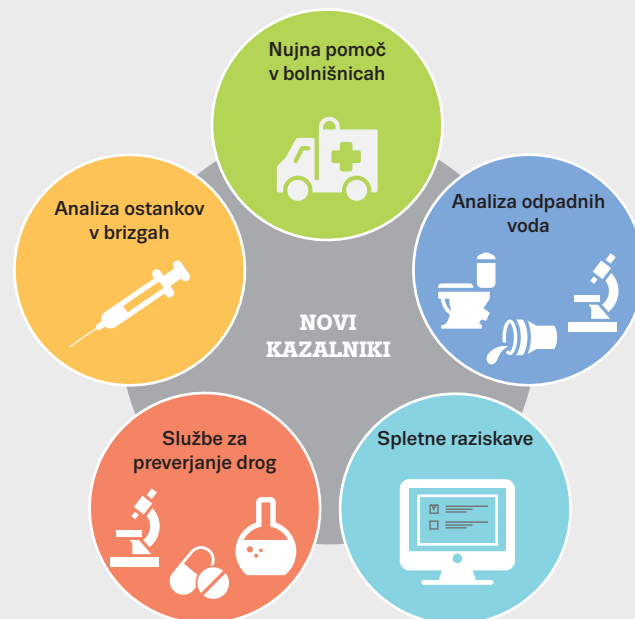 Nujna pomoč
v bolnišnicah
Analiza ostankov
v brizgah
Analiza odpadnih
voda
NOVI
KAZALNIKI
Službe za
preverjanje drog
Spletne raziskave